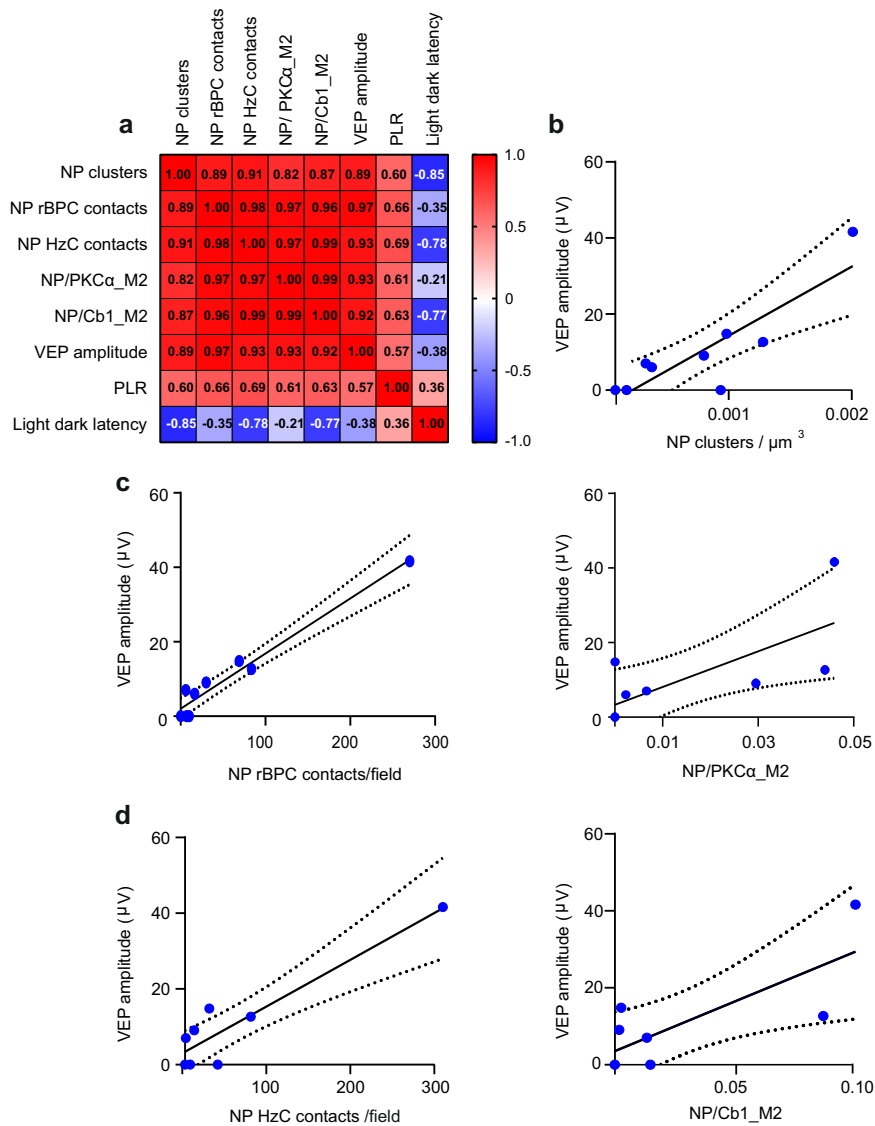 a
NP clusters
NP rBPC contacts
NP HzC contacts
NP/ PKCα_M2
NP/Cb1_M2
VEP amplitude
PLR
Light dark latency
NP clusters 1.00 0.89 0.91 0.82 0.87 0.89 0.60 -0.85
NP rBPC contacts 0.89 1.00 0.98 0.97 0.96 0.97 0.66 -0.35
NP HzC contacts 0.91 0.98 1.00 0.97 0.99 0.93 0.69 -0.78
NP/PKCα_M2 0.82 0.97 0.97 1.00 0.99 0.93 0.61 -0.21
NP/Cb1_M2 0.87 0.96 0.99 0.99 1.00 0.92 0.63 -0.77
VEP amplitude 0.89 0.97 0.93 0.93 0.92 1.00 0.57 -0.38
PLR 0.60 0.66 0.69 0.61 0.63 0.57 1.00 0.36
Light dark latency -0.85 -0.35 -0.78 -0.21 -0.77 -0.38 0.36 1.00
1.0
0.5
0
-0.5
-1.0
b
VEP amplitude (μV)
60
40
20
0
0.001 0.002
NP clusters / μm³
c
VEP amplitude (μV)
60
40
20
0
100 200 300
NP rBPC contacts/field
VEP amplitude (μV)
60
40
20
0
0.01 0.03 0.05
NP/PKCα_M2
d
VEP amplitude (μV)
60
40
20
0
100 200 300
NP HzC contacts /field
VEP amplitude (μV)
60
40
20
0
0.05 0.10
NP/Cb1_M2